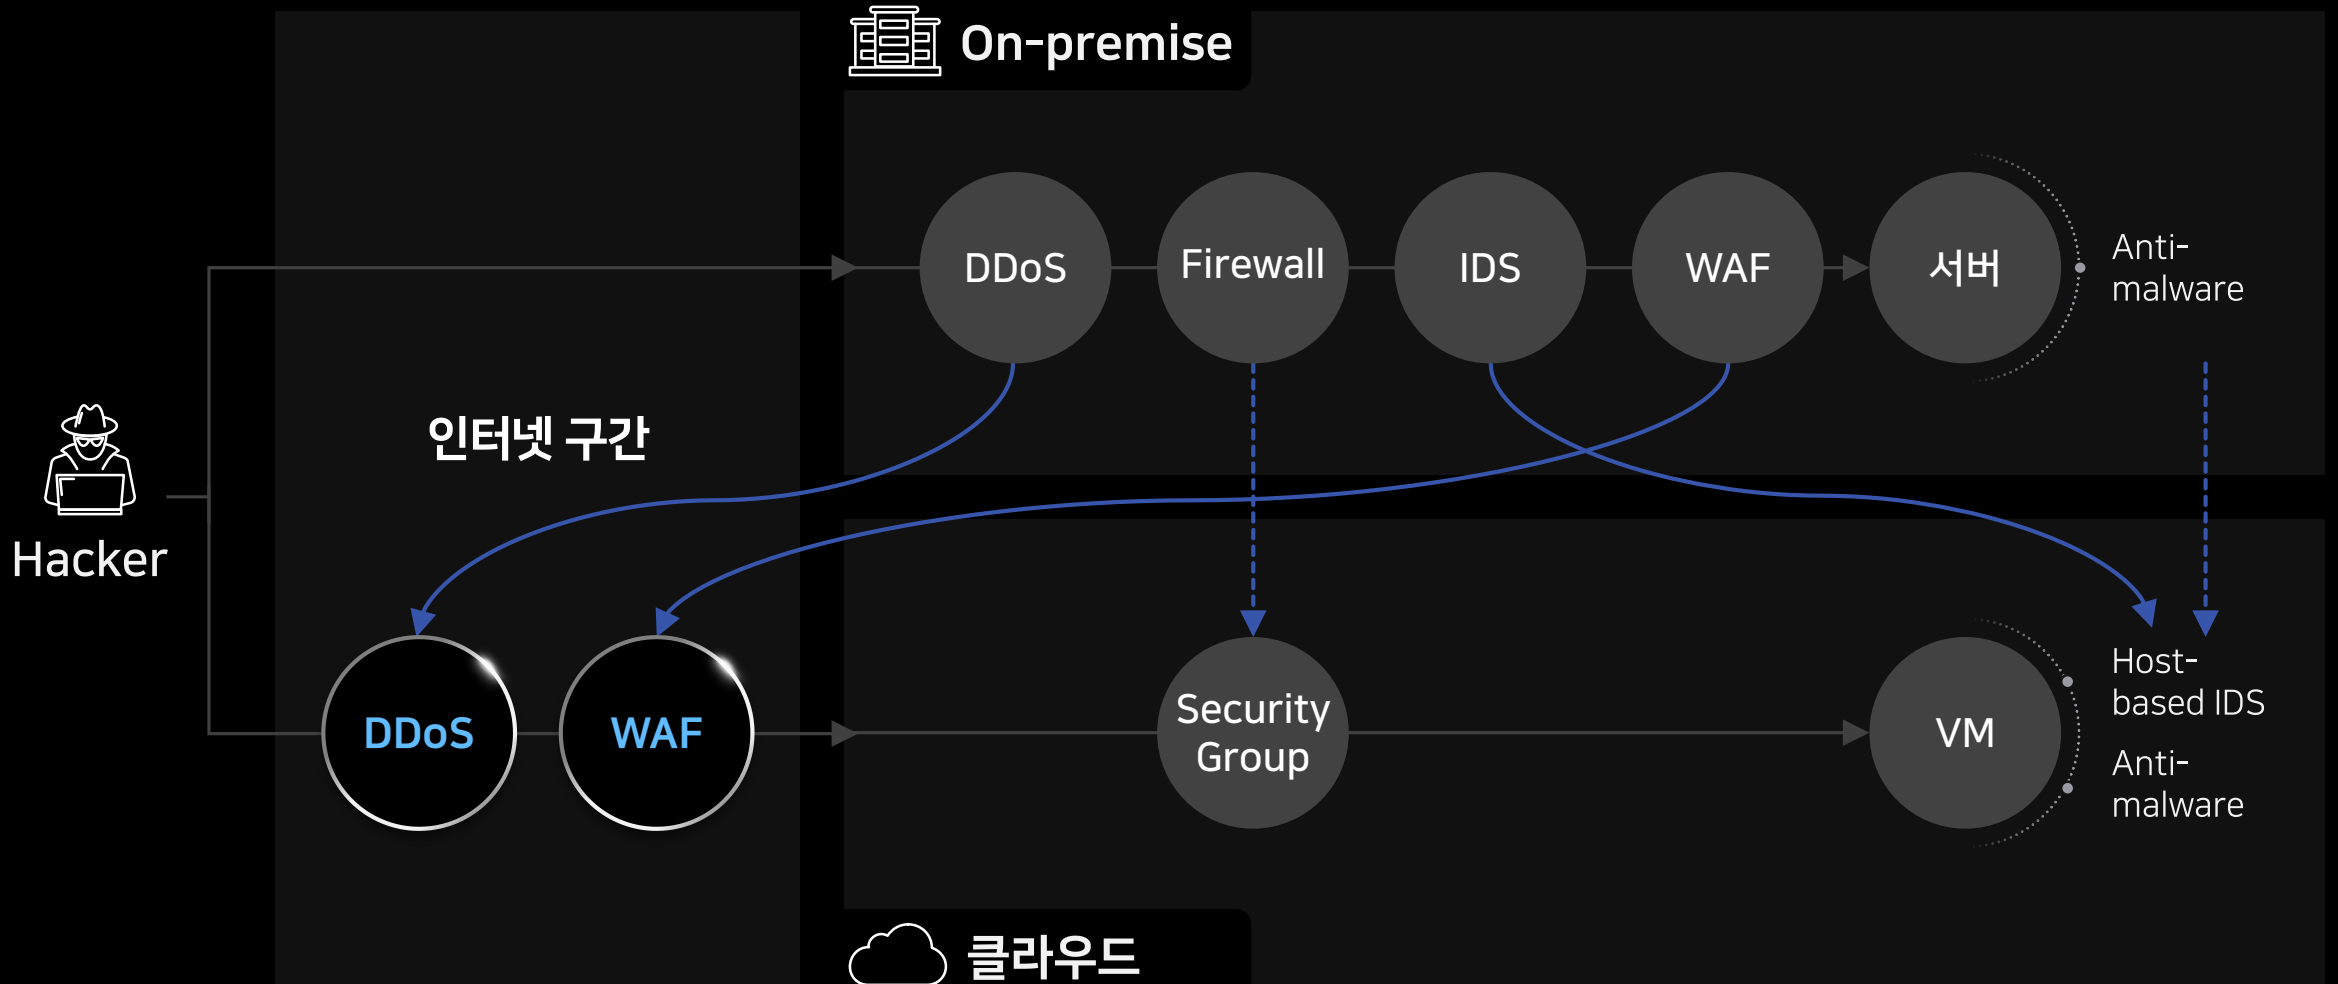 On-premise
DDoS
Firewall
IDS
WAF
서버
Anti-
malware
인터넷 구간
Hacker
DDoS
WAF
Security
Group
VM
Host-
based IDS
Anti-
malware
클라우드